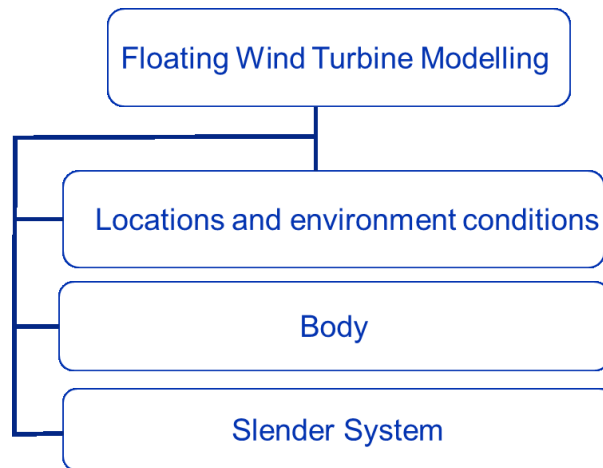 Floating Wind Turbine Modelling
Locations and environment conditions
Body
Slender System